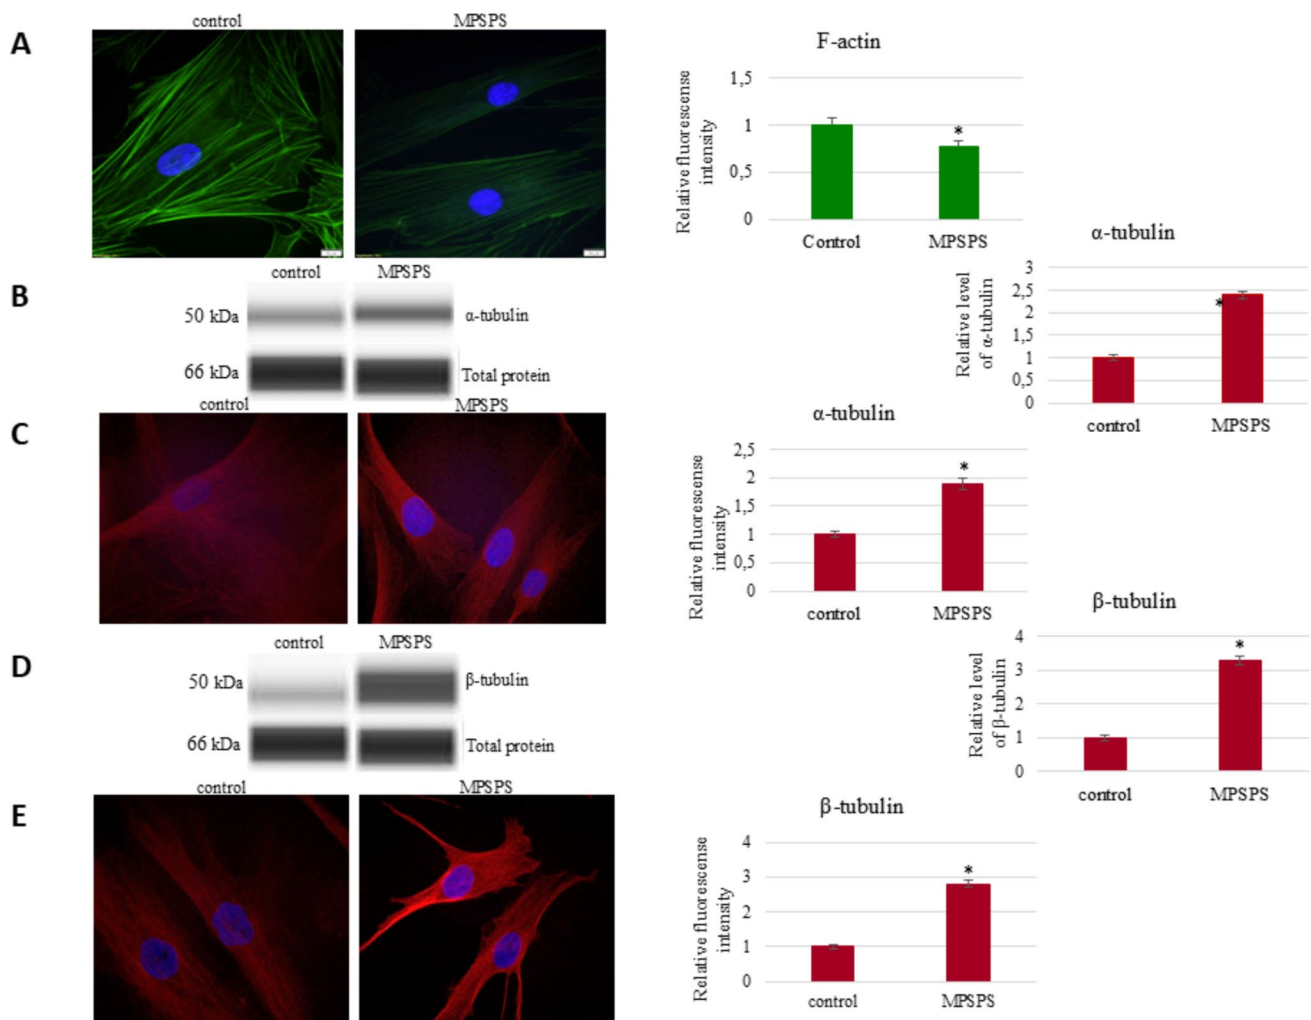 A
control
MPSPS
F-actin
Relative fluorescense
intensity
1,5
1
0,5
0
Control
MPSPS
*
B
control
MPSPS
50 kDa
α-tubulin
66 kDa
Total protein
α-tubulin
Relative level
of α-tubulin
3
2,5
2
1,5
1
0,5
0
control
MPSPS
*
C
control
MPSPS
α-tubulin
Relative fluorescense
intensity
2,5
2
1,5
1
0,5
0
control
MPSPS
*
D
control
MPSPS
50 kDa
β-tubulin
66 kDa
Total protein
β-tubulin
Relative level
of β-tubulin
4
3
2
1
0
control
MPSPS
*
E
control
MPSPS
β-tubulin
Relative fluorescense
intensity
4
3
2
1
0
control
MPSPS
*